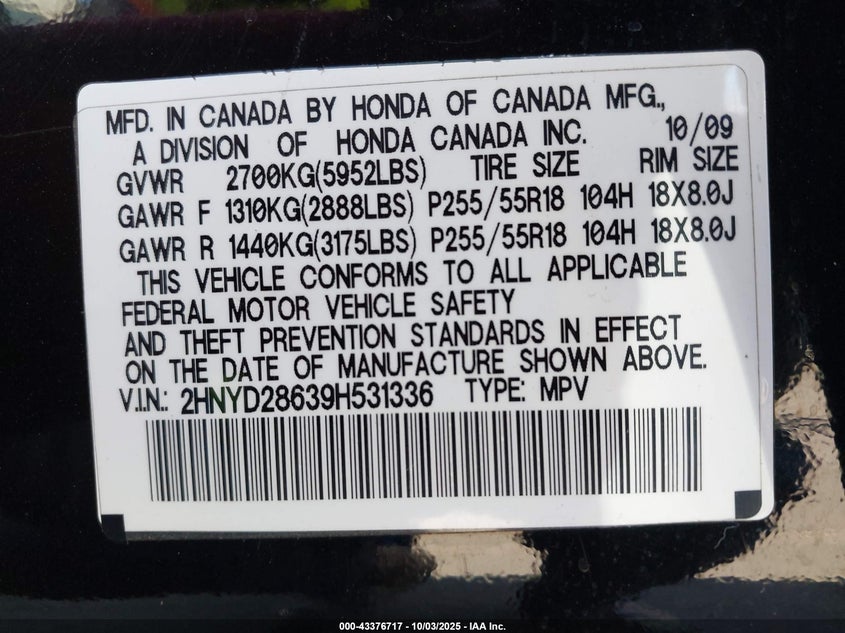 MFD. IN CANADA BY HONDA OF CANADA MFG.,
A DIVISION OF HONDA CANADA INC. 10/09
GVWR 2700KG(5952LBS) TIRE SIZE RIM SIZE
GAWR F 1310KG(2888LBS) P255/55R18 104H 18X8.0J
GAWR R 1440KG(3175LBS) P255/55R18 104H 18X8.0J
THIS VEHICLE CONFORMS TO ALL APPLICABLE
FEDERAL MOTOR VEHICLE SAFETY
AND THEFT PREVENTION STANDARDS IN EFFECT
ON THE DATE OF MANUFACTURE SHOWN ABOVE.
V.I.N.: 2HNYD28639H531336 TYPE: MPV
000-43376717 - 10/03/2025 - IAA Inc.